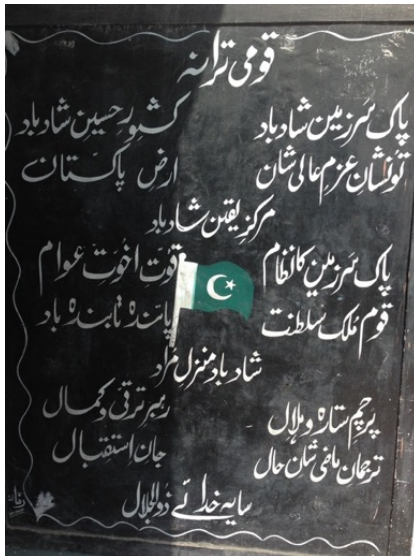 قومی ترانہ
پاک سرزمین شاد باد کشورِ حسین شاد باد
تو نشانِ عزمِ عالی شان ارضِ پاکستان
مرکزِ یقین شاد باد
پاک سرزمین کا نظام قوتِ اخوتِ عوام
قوم ملک سلطنت پائندہ تابندہ باد
شاد باد منزلِ مراد
پرچمِ ستارہ و ہلال رہبرِ ترقی و کمال
ترجمانِ ماضی شانِ حال جانِ استقبال
سایہ خدائے ذوالجلال